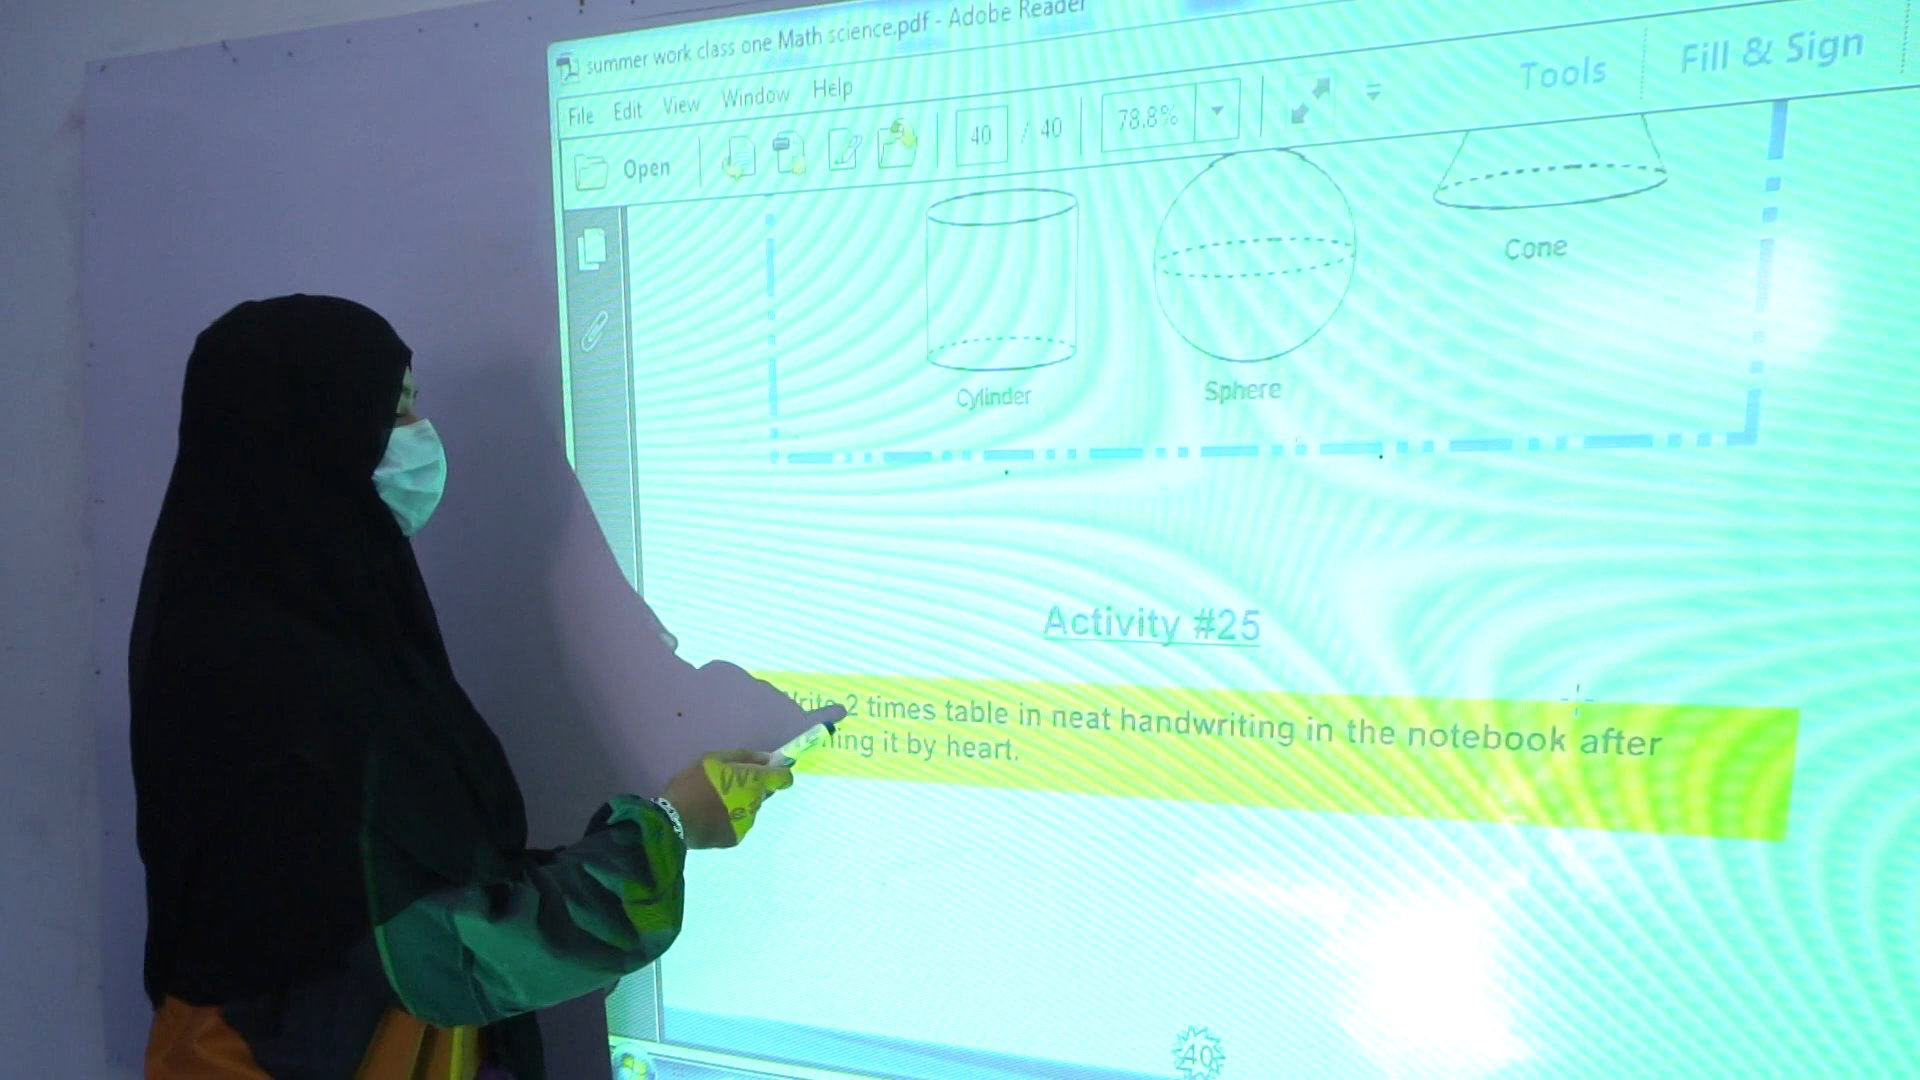 summer work class one Math science.pdf - Adobe Reader
File Edit View Window Help
Tools Fill & Sign
Open 40 / 40 78.8%
Cylinder Sphere Cone
Activity #25
Write 2 times table in neat handwriting in the notebook after
it by heart.
40